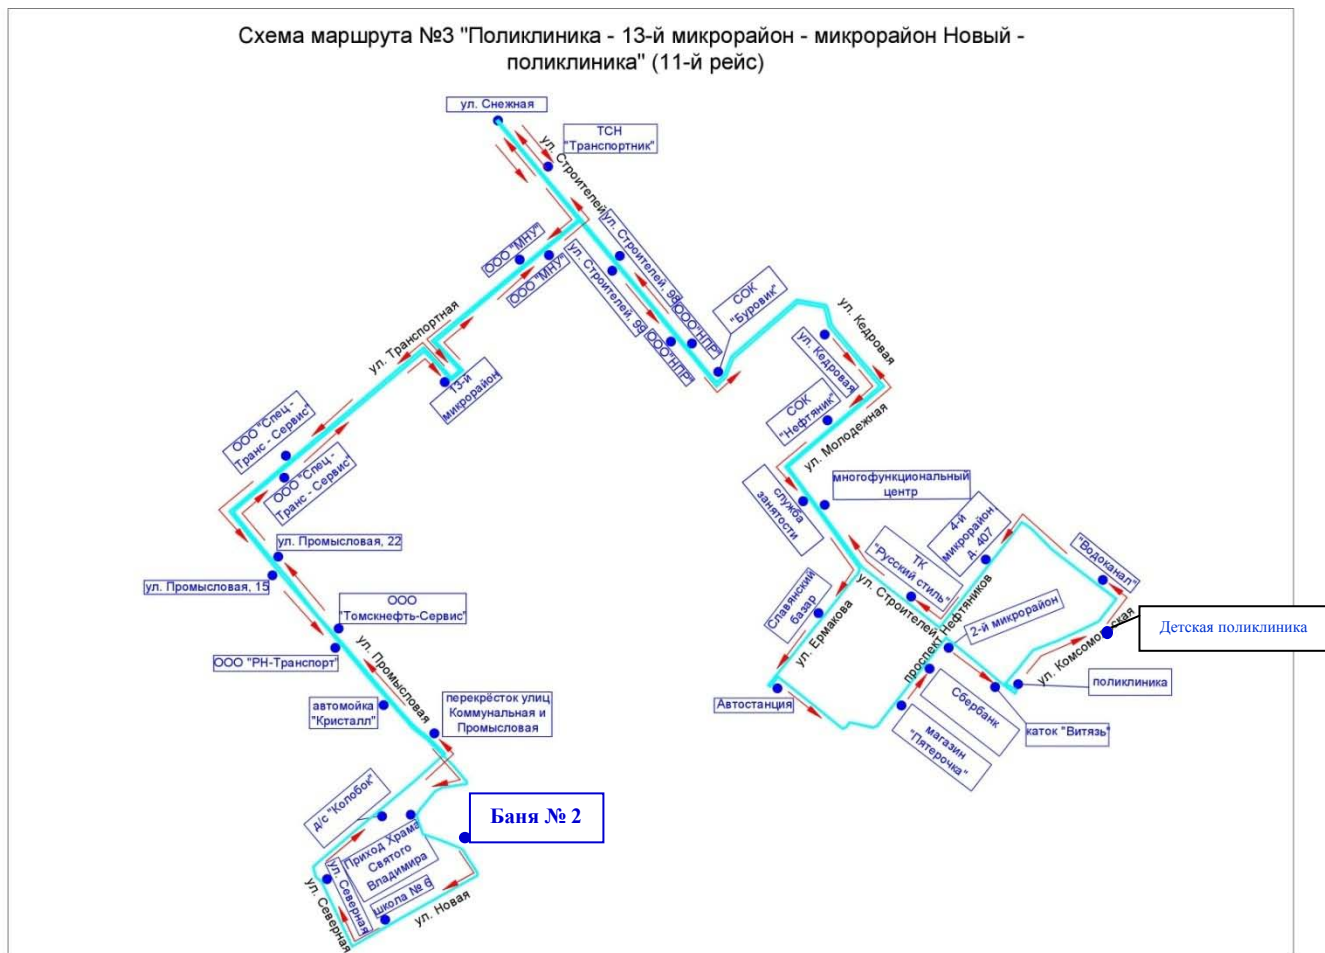 Схема маршрута №3 "Поликлиника - 13-й микрорайон - микрорайон Новый -
поликлиника" (11-й рейс)
ул. Снежная
ТСН
"Транспортник"
ул. Строителей
ООО "МНУ"
ООО "МНУ"
ул. Строителей, 98
ул. Строителей, 99
ООО"НПР"
ООО"НПР"
СОК
"Буровик"
ул. Кедровая
ул. Кедровая
СОК
"Нефтяник"
ул. Молодежная
ул. Транспортная
13-й
микрорайон
ООО "Спец -
Транс - Сервис"
ООО "Спец -
Транс - Сервис"
служба
занятости
многофункциональный
центр
4-й
микрорайон,
д. 407
ТК
"Русский стиль"
"Водоканал"
ул. Промысловая, 22
ул. Промысловая, 15
ООО
"Томскнефть-Сервис"
ООО "РН-Транспорт"
ул. Промысловая
автомойка
"Кристалл"
перекрёсток улиц
Коммунальная и
Промысловая
Славянский
базар
ул. Ермакова
ул. Строителей
проспект Нефтяников
2-й микрорайон
ул. Комсомольская
Детская поликлиника
поликлиника
Автостанция
Сбербанк
каток "Витязь"
магазин
"Пятерочка"
д/с "Колобок"
Баня № 2
Приход Храма
Святого
Владимира
ул. Северная
ул. Северная
школа № 6
ул. Новая